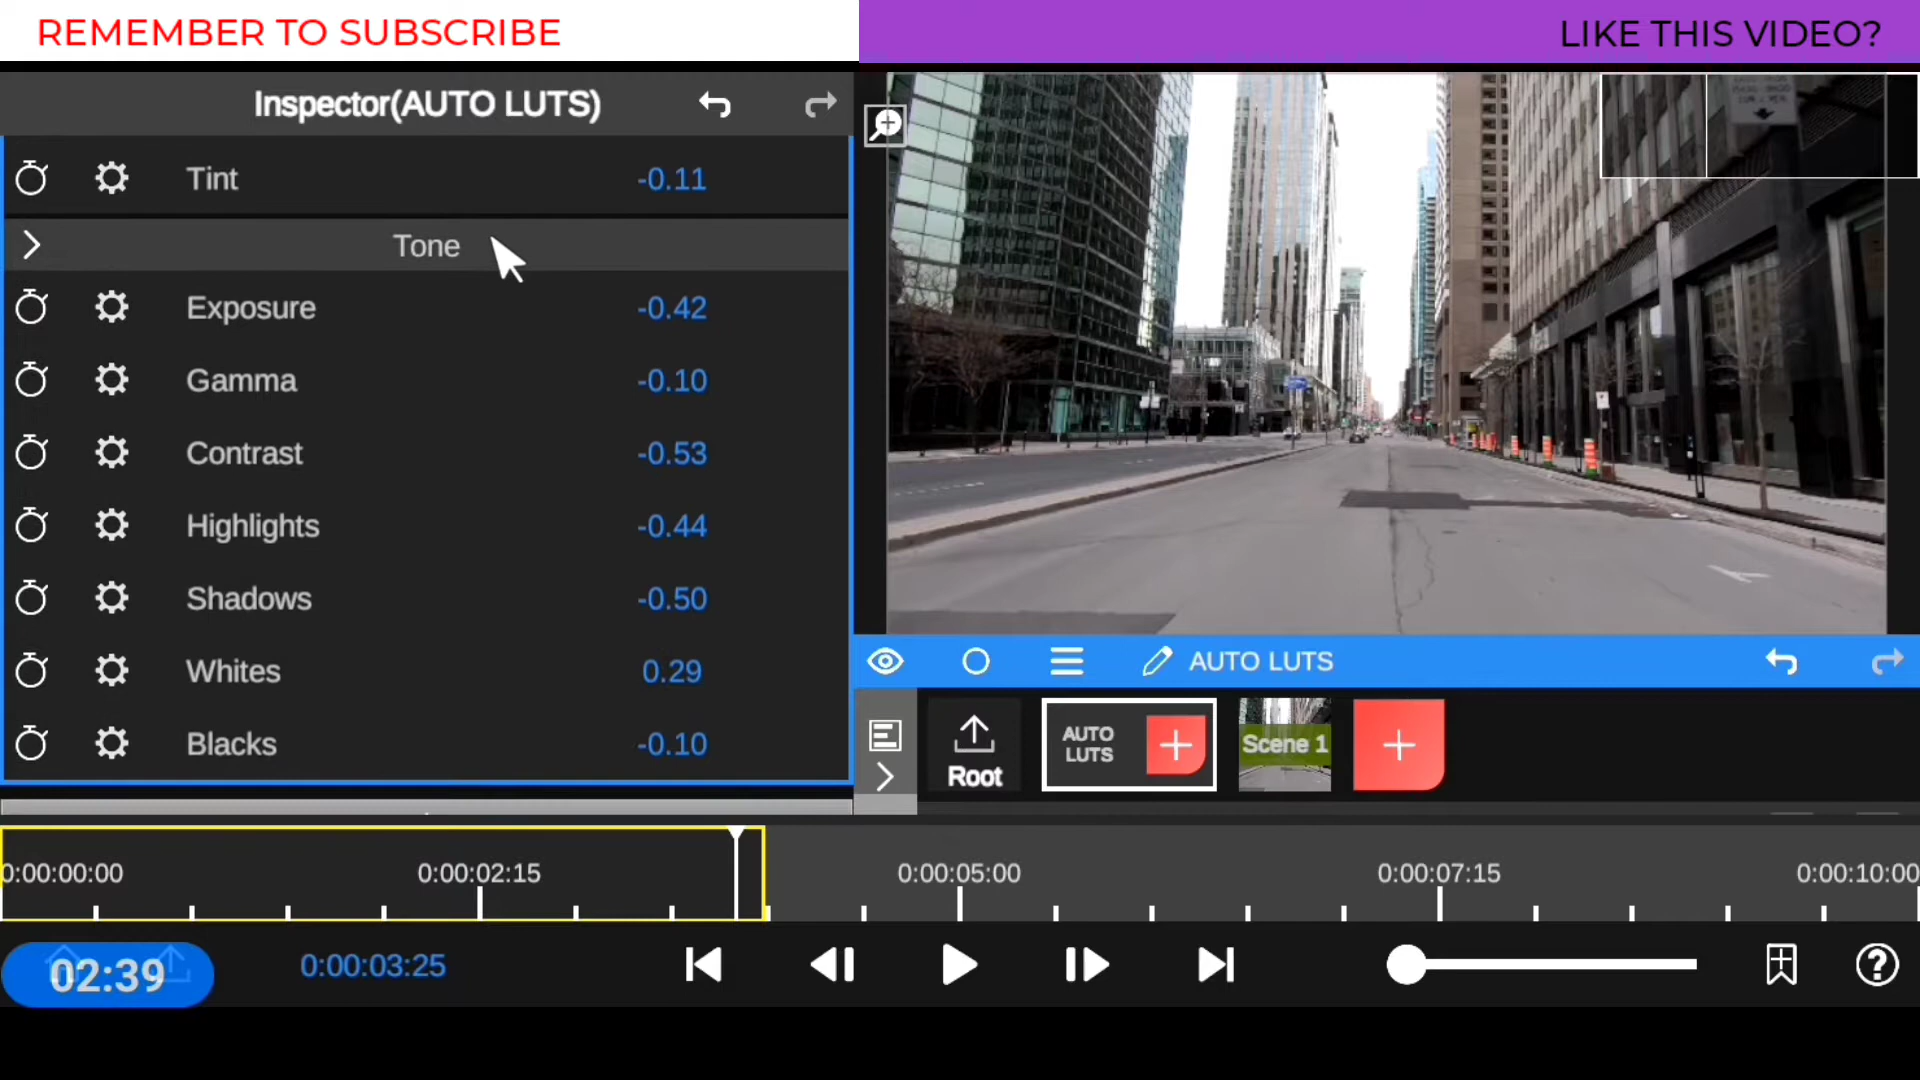 REMEMBER TO SUBSCRIBE
LIKE THIS VIDEO?
Inspector(AUTO LUTS)
Tint -0.11
Tone
Exposure -0.42
Gamma -0.10
Contrast -0.53
Highlights -0.44
Shadows -0.50
Whites 0.29
Blacks -0.10
AUTO LUTS
Root
AUTO
LUTS
Scene 1
0:00:00:00 0:00:02:15 0:00:05:00 0:00:07:15 0:00:10:00
02:39
0:00:03:25